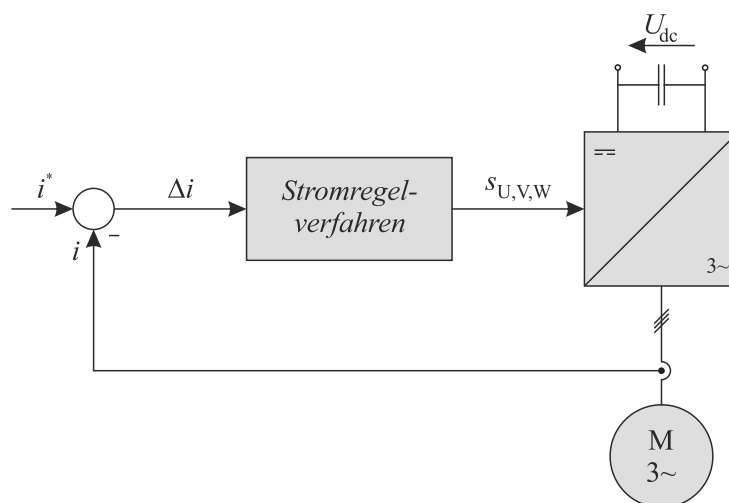 U_dc
i*
Δi
Stromregel-
verfahren
s_U,V,W
3~
i
−
M
3~